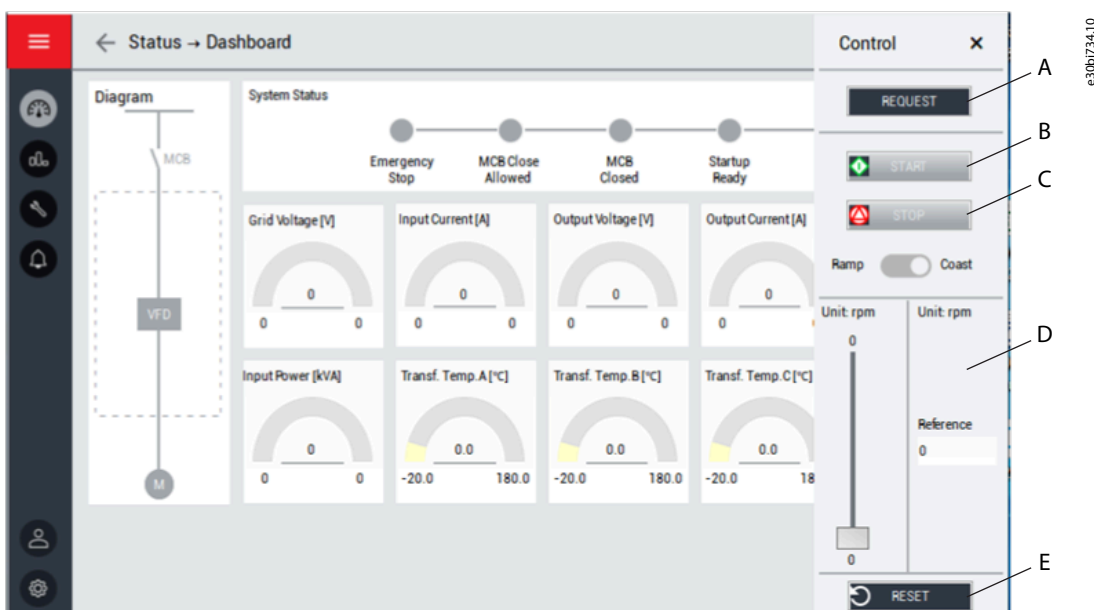 ← Status → Dashboard
Control ×
e30bi734.10
A
REQUEST
B
START
C
STOP
Ramp Coast
Unit: rpm Unit: rpm
0
D
Reference
0
0
E
RESET
Diagram
MCB
VFD
M
System Status
Emergency Stop
MCB Close Allowed
MCB Closed
Startup Ready
Grid Voltage [V]
0
0 0
Input Current [A]
0
0 0
Output Voltage [V]
0
0 0
Output Current [A]
0
0
Input Power [kVA]
0
0 0
Transf. Temp.A [°C]
0.0
-20.0 180.0
Transf. Temp.B [°C]
0.0
-20.0 180.0
Transf. Temp.C [°C]
0.0
-20.0 18